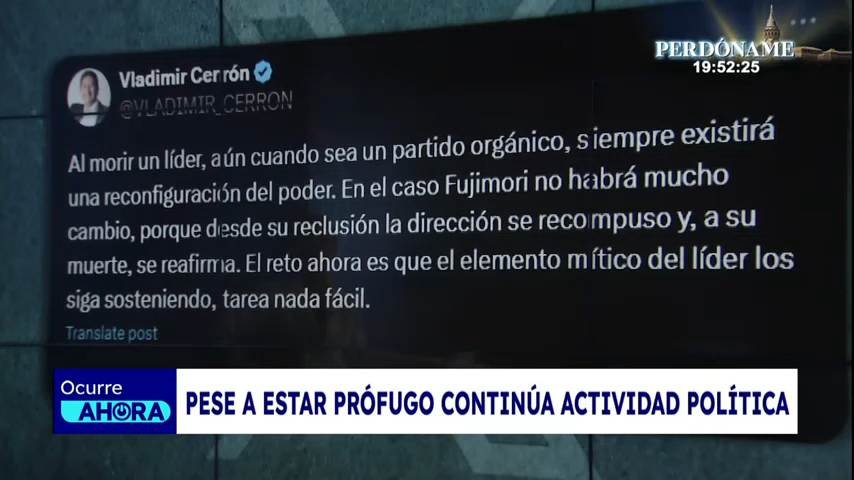 PERDÓNAME
19:52:25
Vladimir Cerrón
@VLADIMIR_CERRON
Al morir un líder, aún cuando sea un partido orgánico, siempre existirá
una reconfiguración del poder. En el caso Fujimori no habrá mucho
cambio, porque desde su reclusión la dirección se recompuso y, a su
muerte, se reafirma. El reto ahora es que el elemento mítico del líder los
siga sosteniendo, tarea nada fácil.
Translate post
Ocurre
AHORA
PESE A ESTAR PRÓFUGO CONTINÚA ACTIVIDAD POLÍTICA